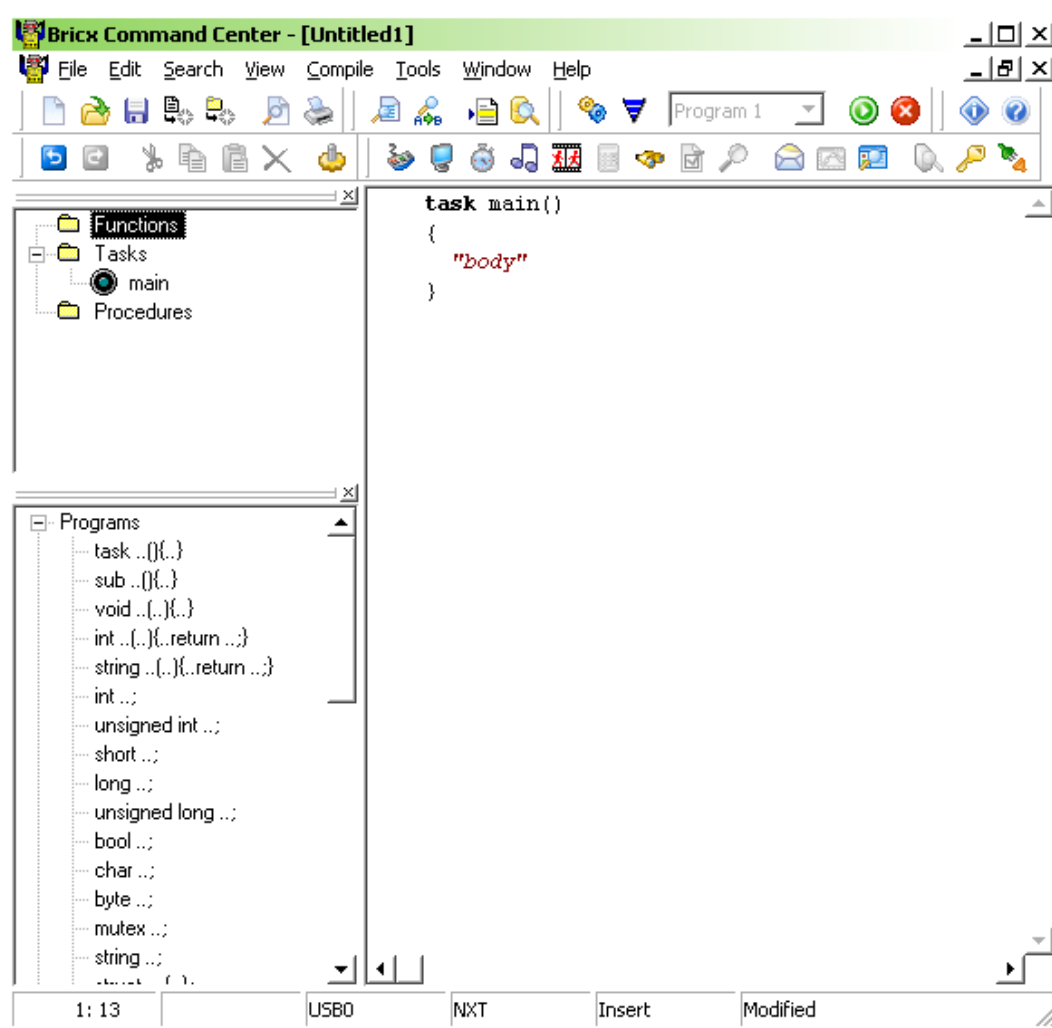 Bricx Command Center - [Untitled1]
File Edit Search View Compile Tools Window Help
Program 1
Functions
Tasks
main
Procedures
task main()
{
"body"
}
Programs
task ..(){..}
sub ..(){..}
void ..(..){..}
int ..(..){..return ..;}
string ..(..){..return ..;}
int ..;
unsigned int ..;
short ..;
long ..;
unsigned long ..;
bool ..;
char ..;
byte ..;
mutex ..;
string ..;
1: 13 USB0 NXT Insert Modified